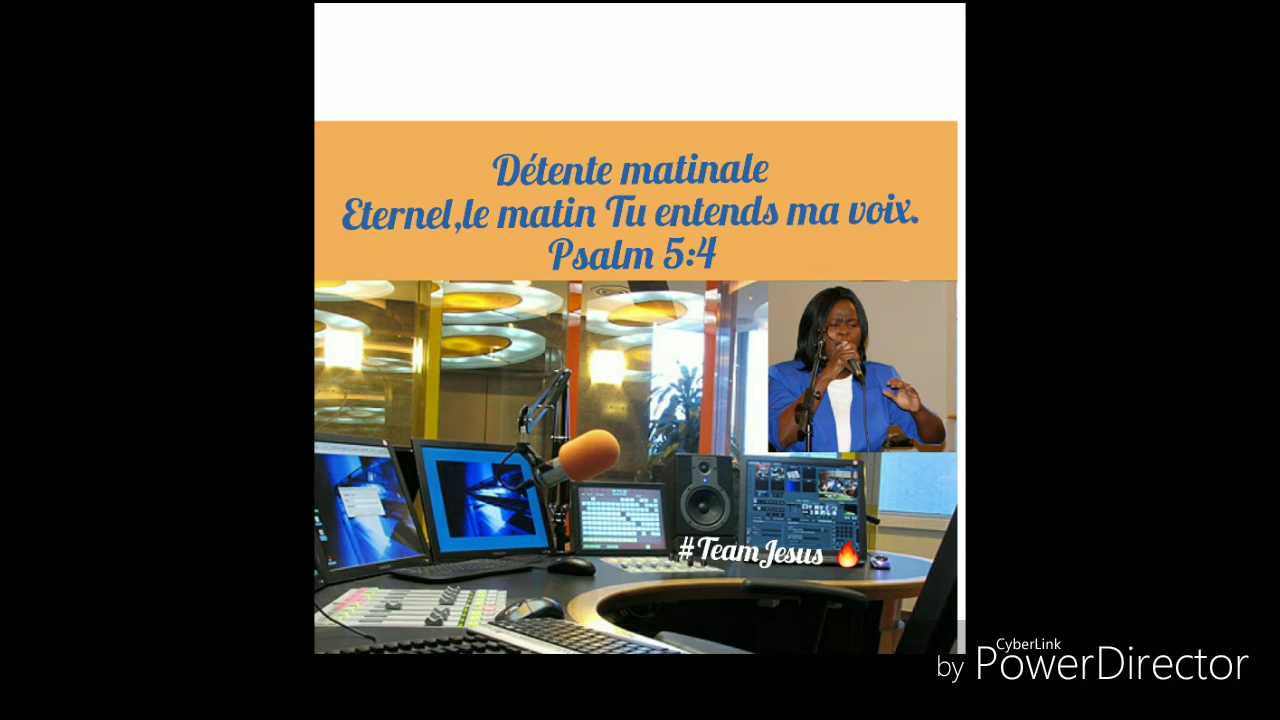 Détente matinale
Eternel,le matin Tu entends ma voix.
Psalm 5:4
#TeamJesus 🔥
CyberLink
by PowerDirector